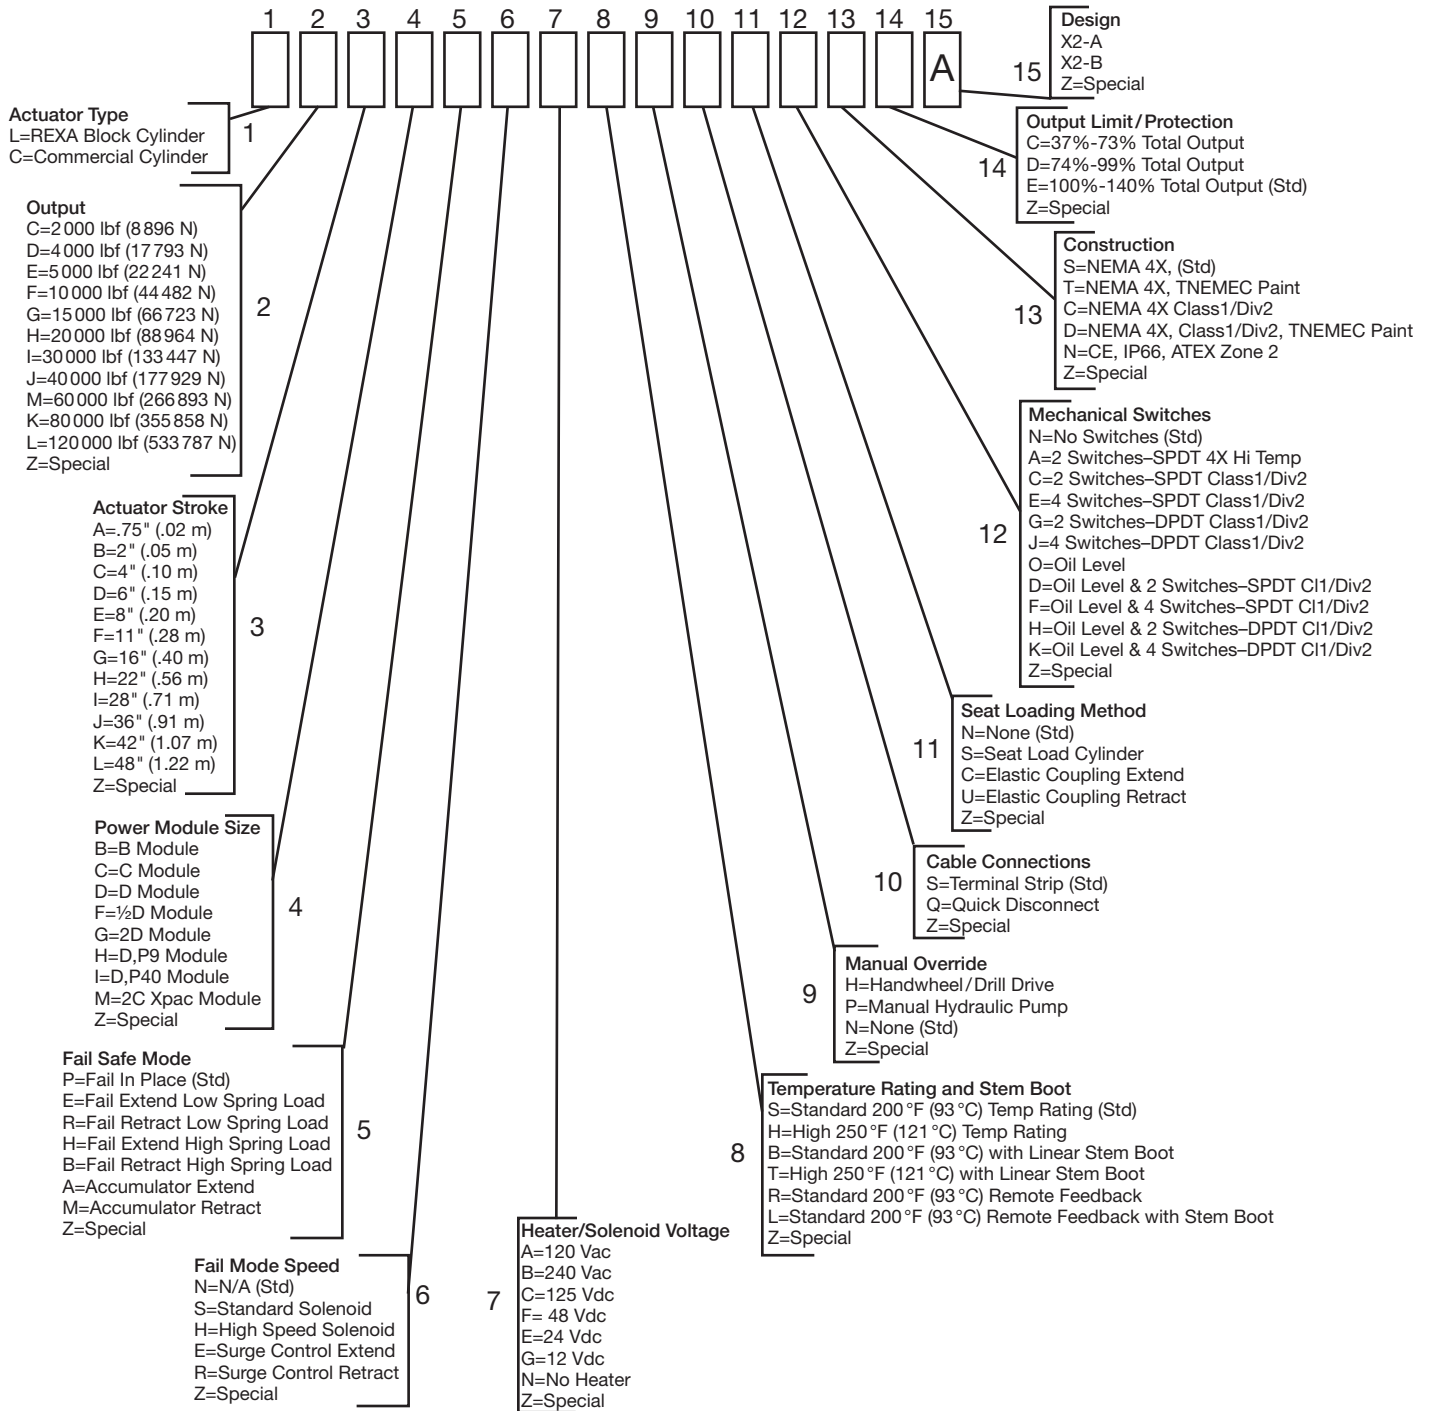 1 2 3 4 5 6 7 8 9 10 11 12 13 14 15
A
Actuator Type
L=REXA Block Cylinder
C=Commercial Cylinder
1
Output
C=2 000 lbf (8 896 N)
D=4 000 lbf (17 793 N)
E=5 000 lbf (22 241 N)
F=10 000 lbf (44 482 N)
G=15 000 lbf (66 723 N)
H=20 000 lbf (88 964 N)
I=30 000 lbf (133 447 N)
J=40 000 lbf (177 929 N)
M=60 000 lbf (266 893 N)
K=80 000 lbf (355 858 N)
L=120 000 lbf (533 787 N)
Z=Special
2
Actuator Stroke
A=.75" (.02 m)
B=2" (.05 m)
C=4" (.10 m)
D=6" (.15 m)
E=8" (.20 m)
F=11" (.28 m)
G=16" (.40 m)
H=22" (.56 m)
I=28" (.71 m)
J=36" (.91 m)
K=42" (1.07 m)
L=48" (1.22 m)
Z=Special
3
Power Module Size
B=B Module
C=C Module
D=D Module
F=½D Module
G=2D Module
H=D,P9 Module
I=D,P40 Module
M=2C Xpac Module
Z=Special
4
Fail Safe Mode
P=Fail In Place (Std)
E=Fail Extend Low Spring Load
R=Fail Retract Low Spring Load
H=Fail Extend High Spring Load
B=Fail Retract High Spring Load
A=Accumulator Extend
M=Accumulator Retract
Z=Special
5
Fail Mode Speed
N=N/A (Std)
S=Standard Solenoid
H=High Speed Solenoid
E=Surge Control Extend
R=Surge Control Retract
Z=Special
6
Heater/Solenoid Voltage
A=120 Vac
B=240 Vac
C=125 Vdc
F= 48 Vdc
E=24 Vdc
G=12 Vdc
N=No Heater
Z=Special
7
Temperature Rating and Stem Boot
S=Standard 200 °F (93 °C) Temp Rating (Std)
H=High 250 °F (121 °C) Temp Rating
B=Standard 200 °F (93 °C) with Linear Stem Boot
T=High 250 °F (121 °C) with Linear Stem Boot
R=Standard 200 °F (93 °C) Remote Feedback
L=Standard 200 °F (93 °C) Remote Feedback with Stem Boot
Z=Special
8
Manual Override
H=Handwheel/Drill Drive
P=Manual Hydraulic Pump
N=None (Std)
Z=Special
9
Cable Connections
S=Terminal Strip (Std)
Q=Quick Disconnect
Z=Special
10
Seat Loading Method
N=None (Std)
S=Seat Load Cylinder
C=Elastic Coupling Extend
U=Elastic Coupling Retract
Z=Special
11
Mechanical Switches
N=No Switches (Std)
A=2 Switches–SPDT 4X Hi Temp
C=2 Switches–SPDT Class1/Div2
E=4 Switches–SPDT Class1/Div2
G=2 Switches–DPDT Class1/Div2
J=4 Switches–DPDT Class1/Div2
O=Oil Level
D=Oil Level & 2 Switches–SPDT Cl1/Div2
F=Oil Level & 4 Switches–SPDT Cl1/Div2
H=Oil Level & 2 Switches–DPDT Cl1/Div2
K=Oil Level & 4 Switches–DPDT Cl1/Div2
Z=Special
12
Construction
S=NEMA 4X, (Std)
T=NEMA 4X, TNEMEC Paint
C=NEMA 4X Class1/Div2
D=NEMA 4X, Class1/Div2, TNEMEC Paint
N=CE, IP66, ATEX Zone 2
Z=Special
13
Output Limit/Protection
C=37%-73% Total Output
D=74%-99% Total Output
E=100%-140% Total Output (Std)
Z=Special
14
Design
X2-A
X2-B
Z=Special
15